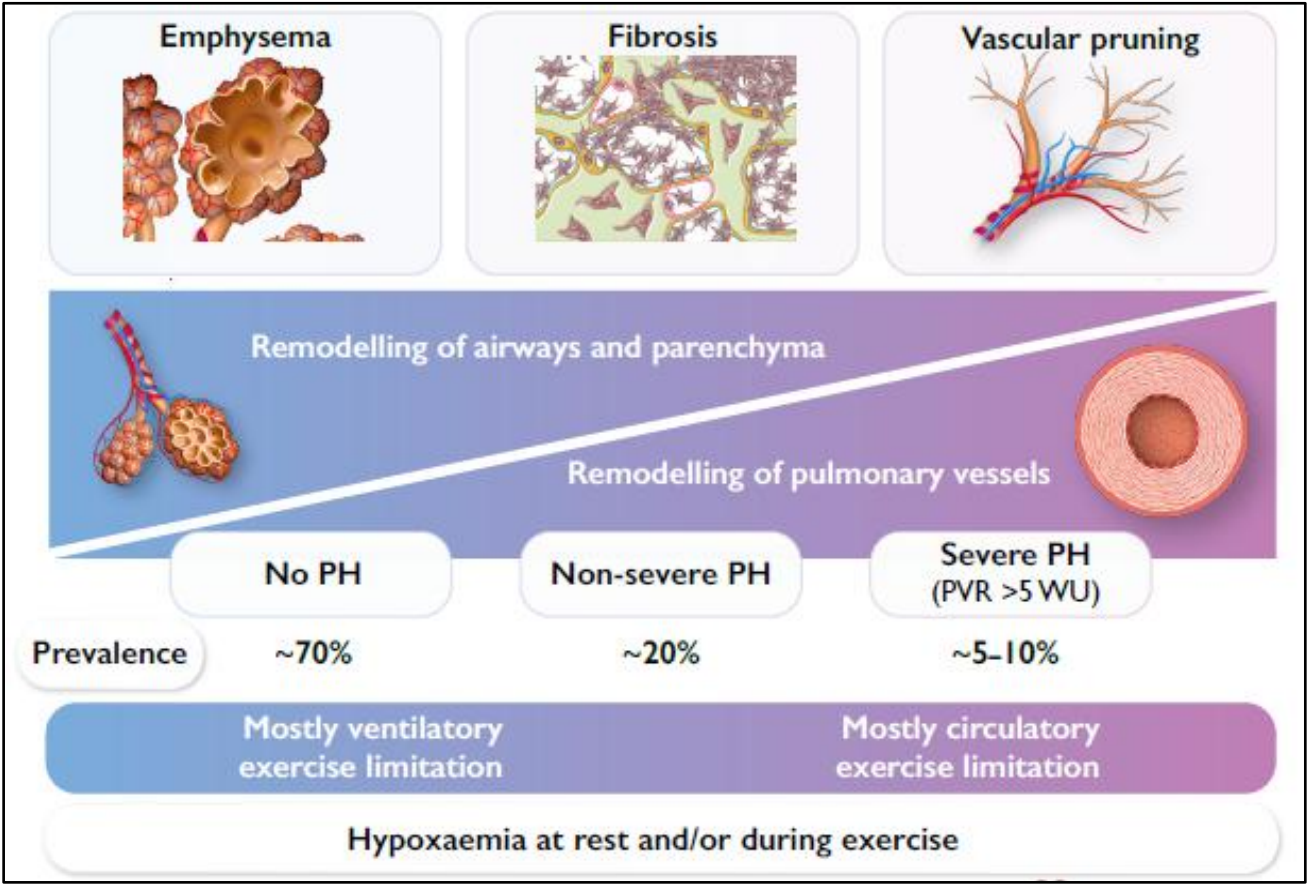 Emphysema
Fibrosis
Vascular pruning
Remodelling of airways and parenchyma
Remodelling of pulmonary vessels
No PH
Non-severe PH
Severe PH
(PVR >5 WU)
Prevalence
~70%
~20%
~5–10%
Mostly ventilatory
exercise limitation
Mostly circulatory
exercise limitation
Hypoxaemia at rest and/or during exercise